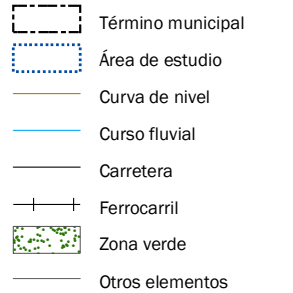 Término municipal
Área de estudio
Curva de nivel
Curso fluvial
Carretera
Ferrocarril
Zona verde
Otros elementos